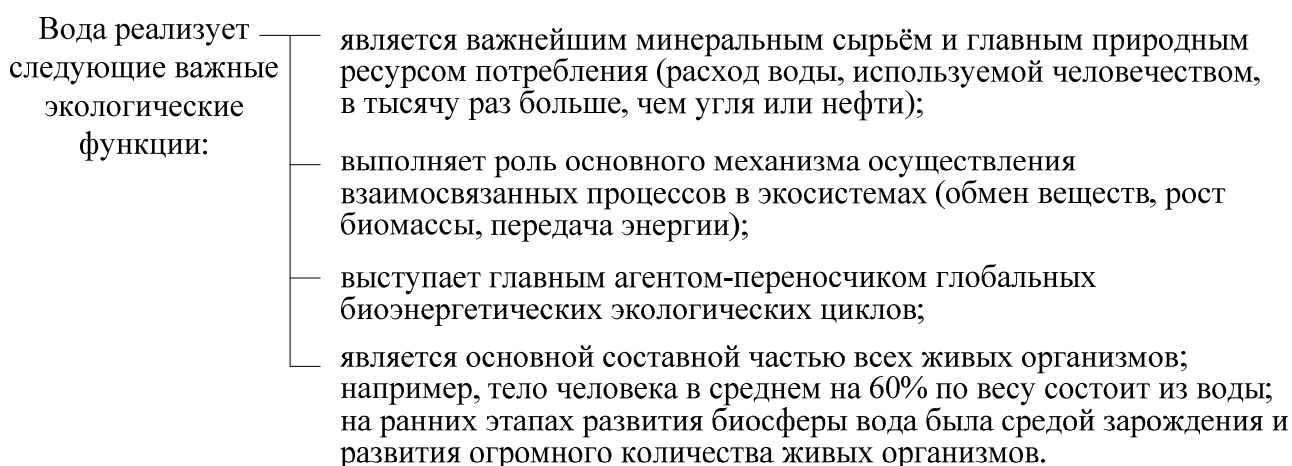 Вода реализует
следующие важные
экологические
функции:
является важнейшим минеральным сырьём и главным природным
ресурсом потребления (расход воды, используемой человечеством,
в тысячу раз больше, чем угля или нефти);
выполняет роль основного механизма осуществления
взаимосвязанных процессов в экосистемах (обмен веществ, рост
биомассы, передача энергии);
выступает главным агентом-переносчиком глобальных
биоэнергетических экологических циклов;
является основной составной частью всех живых организмов;
например, тело человека в среднем на 60% по весу состоит из воды;
на ранних этапах развития биосферы вода была средой зарождения и
развития огромного количества живых организмов.